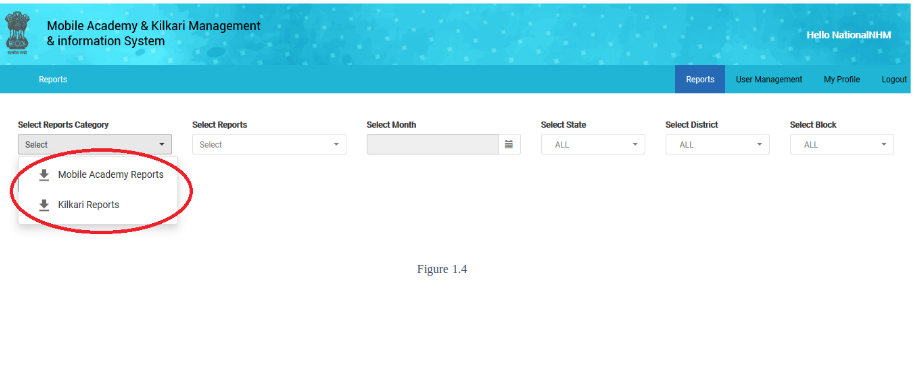 Mobile Academy & Kilkari Management
& information System
Hello NationalNHM
Reports
Reports User Management My Profile Logout
Select Reports Category Select Reports Select Month Select State Select District Select Block
Select Select ALL ALL ALL
Mobile Academy Reports
Kilkari Reports
Figure 1.4